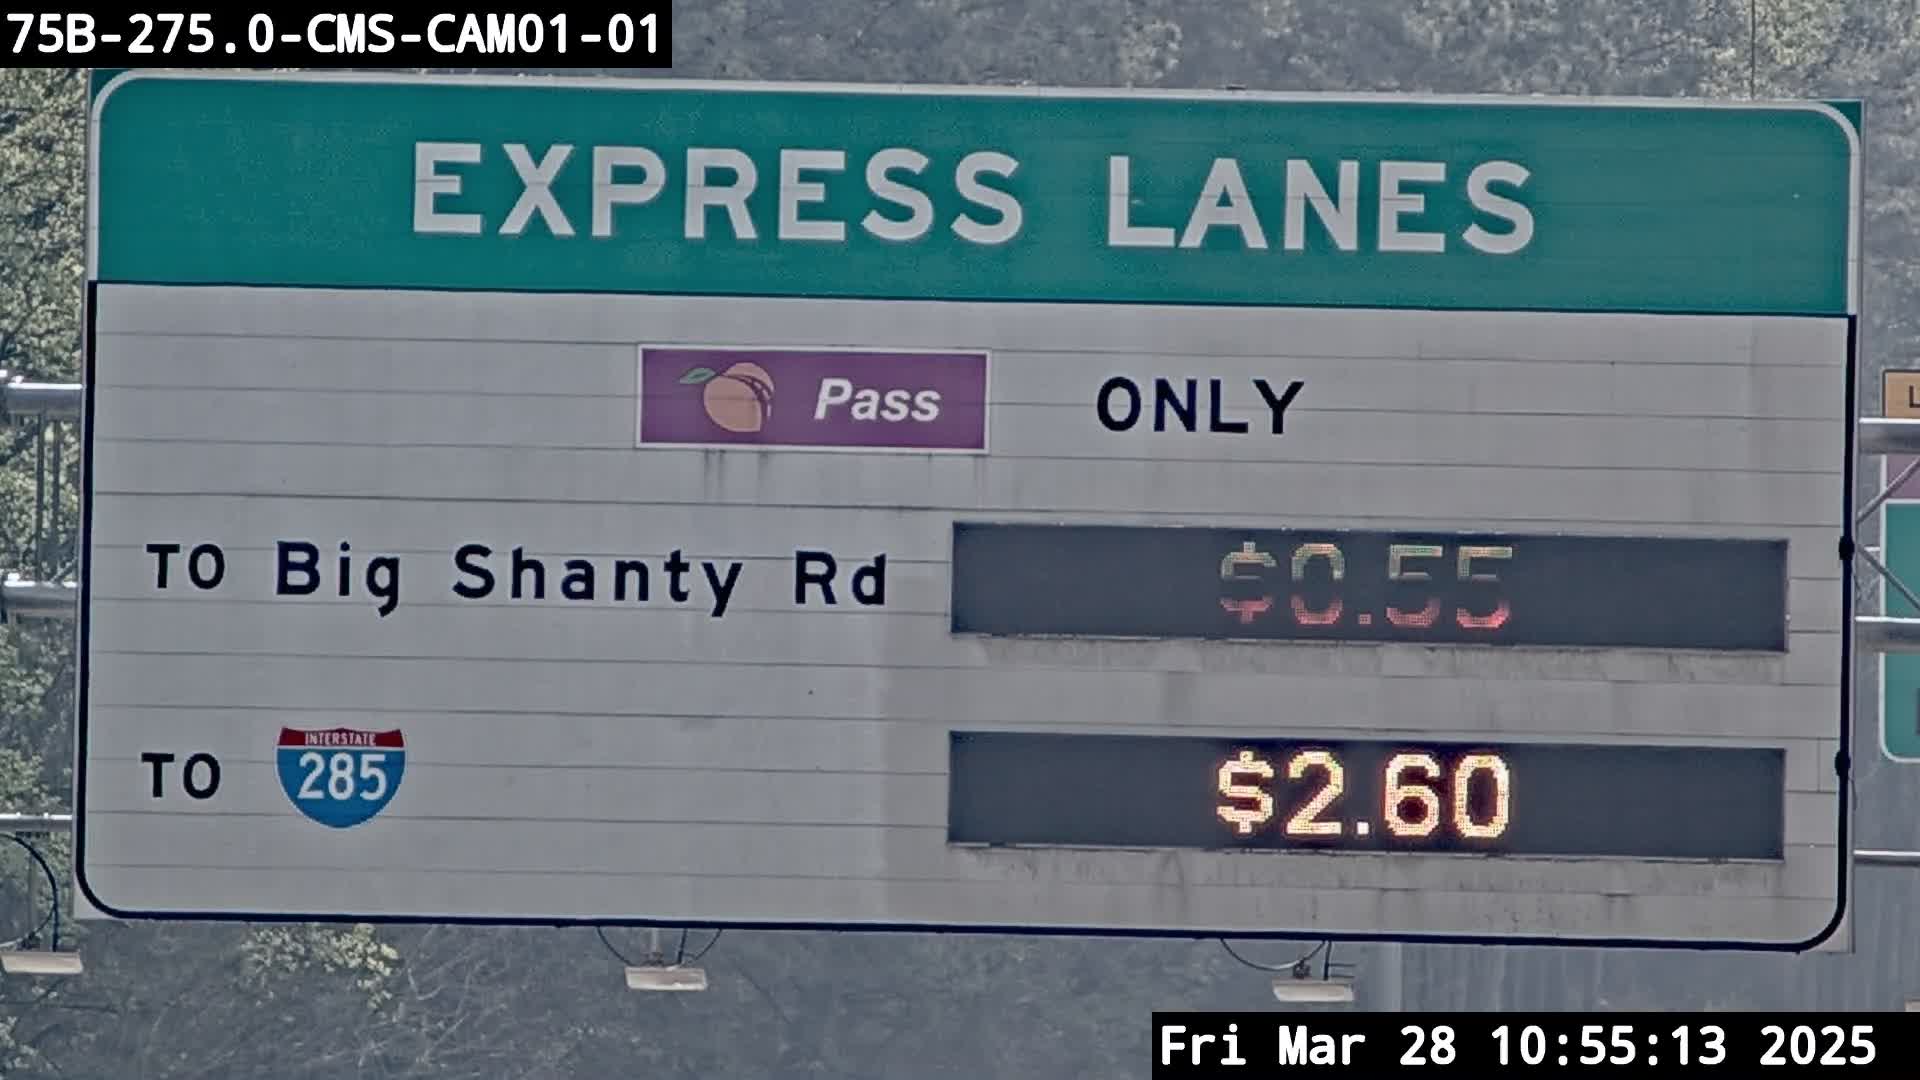 75B-275.0-CMS-CAM01-01
EXPRESS LANES
Pass ONLY
TO Big Shanty Rd $0.55
TO INTERSTATE 285 $2.60
Fri Mar 28 10:55:13 2025